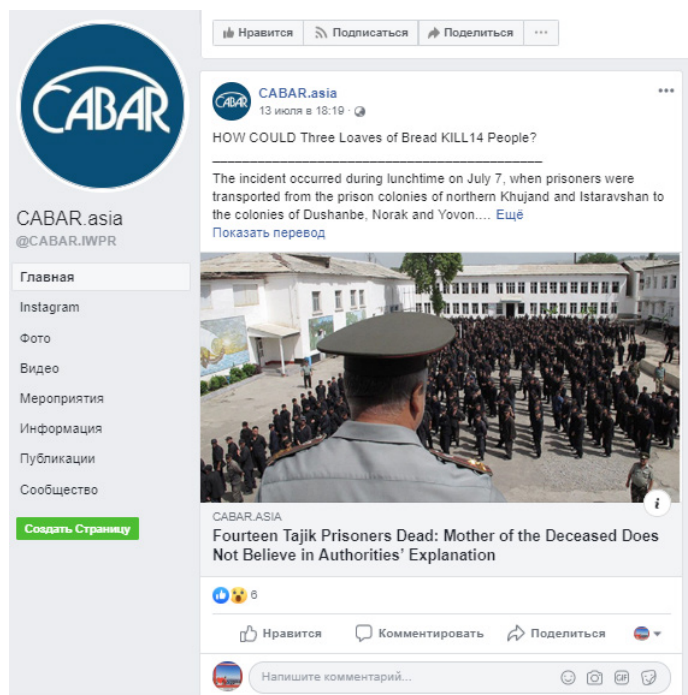 CABAR
CABAR.asia
@CABAR.IWPR
Главная
Instagram
Фото
Видео
Мероприятия
Информация
Публикации
Сообщество
Создать Страницу
Нравится Подписаться Поделиться ...
CABAR
CABAR.asia
13 июля в 18:19 ·
HOW COULD Three Loaves of Bread KILL14 People?
The incident occurred during lunchtime on July 7, when prisoners were
transported from the prison colonies of northern Khujand and Istaravshan to
the colonies of Dushanbe, Norak and Yovon.... Ещё
Показать перевод
i
CABAR.ASIA
Fourteen Tajik Prisoners Dead: Mother of the Deceased Does
Not Believe in Authorities' Explanation
6
Нравится Комментировать Поделиться
Напишите комментарий... GIF